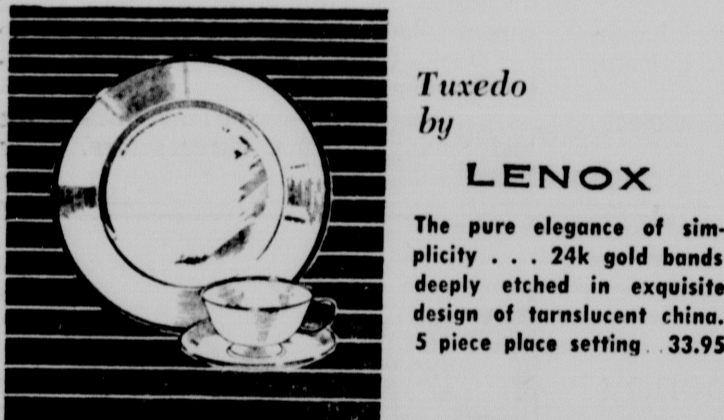 Tuxedo
by
LENOX
The pure elegance of sim-
plicity . . . 24k gold bands
deeply etched in exquisite
design of tarnslucent china.
5 piece place setting . . 33.95